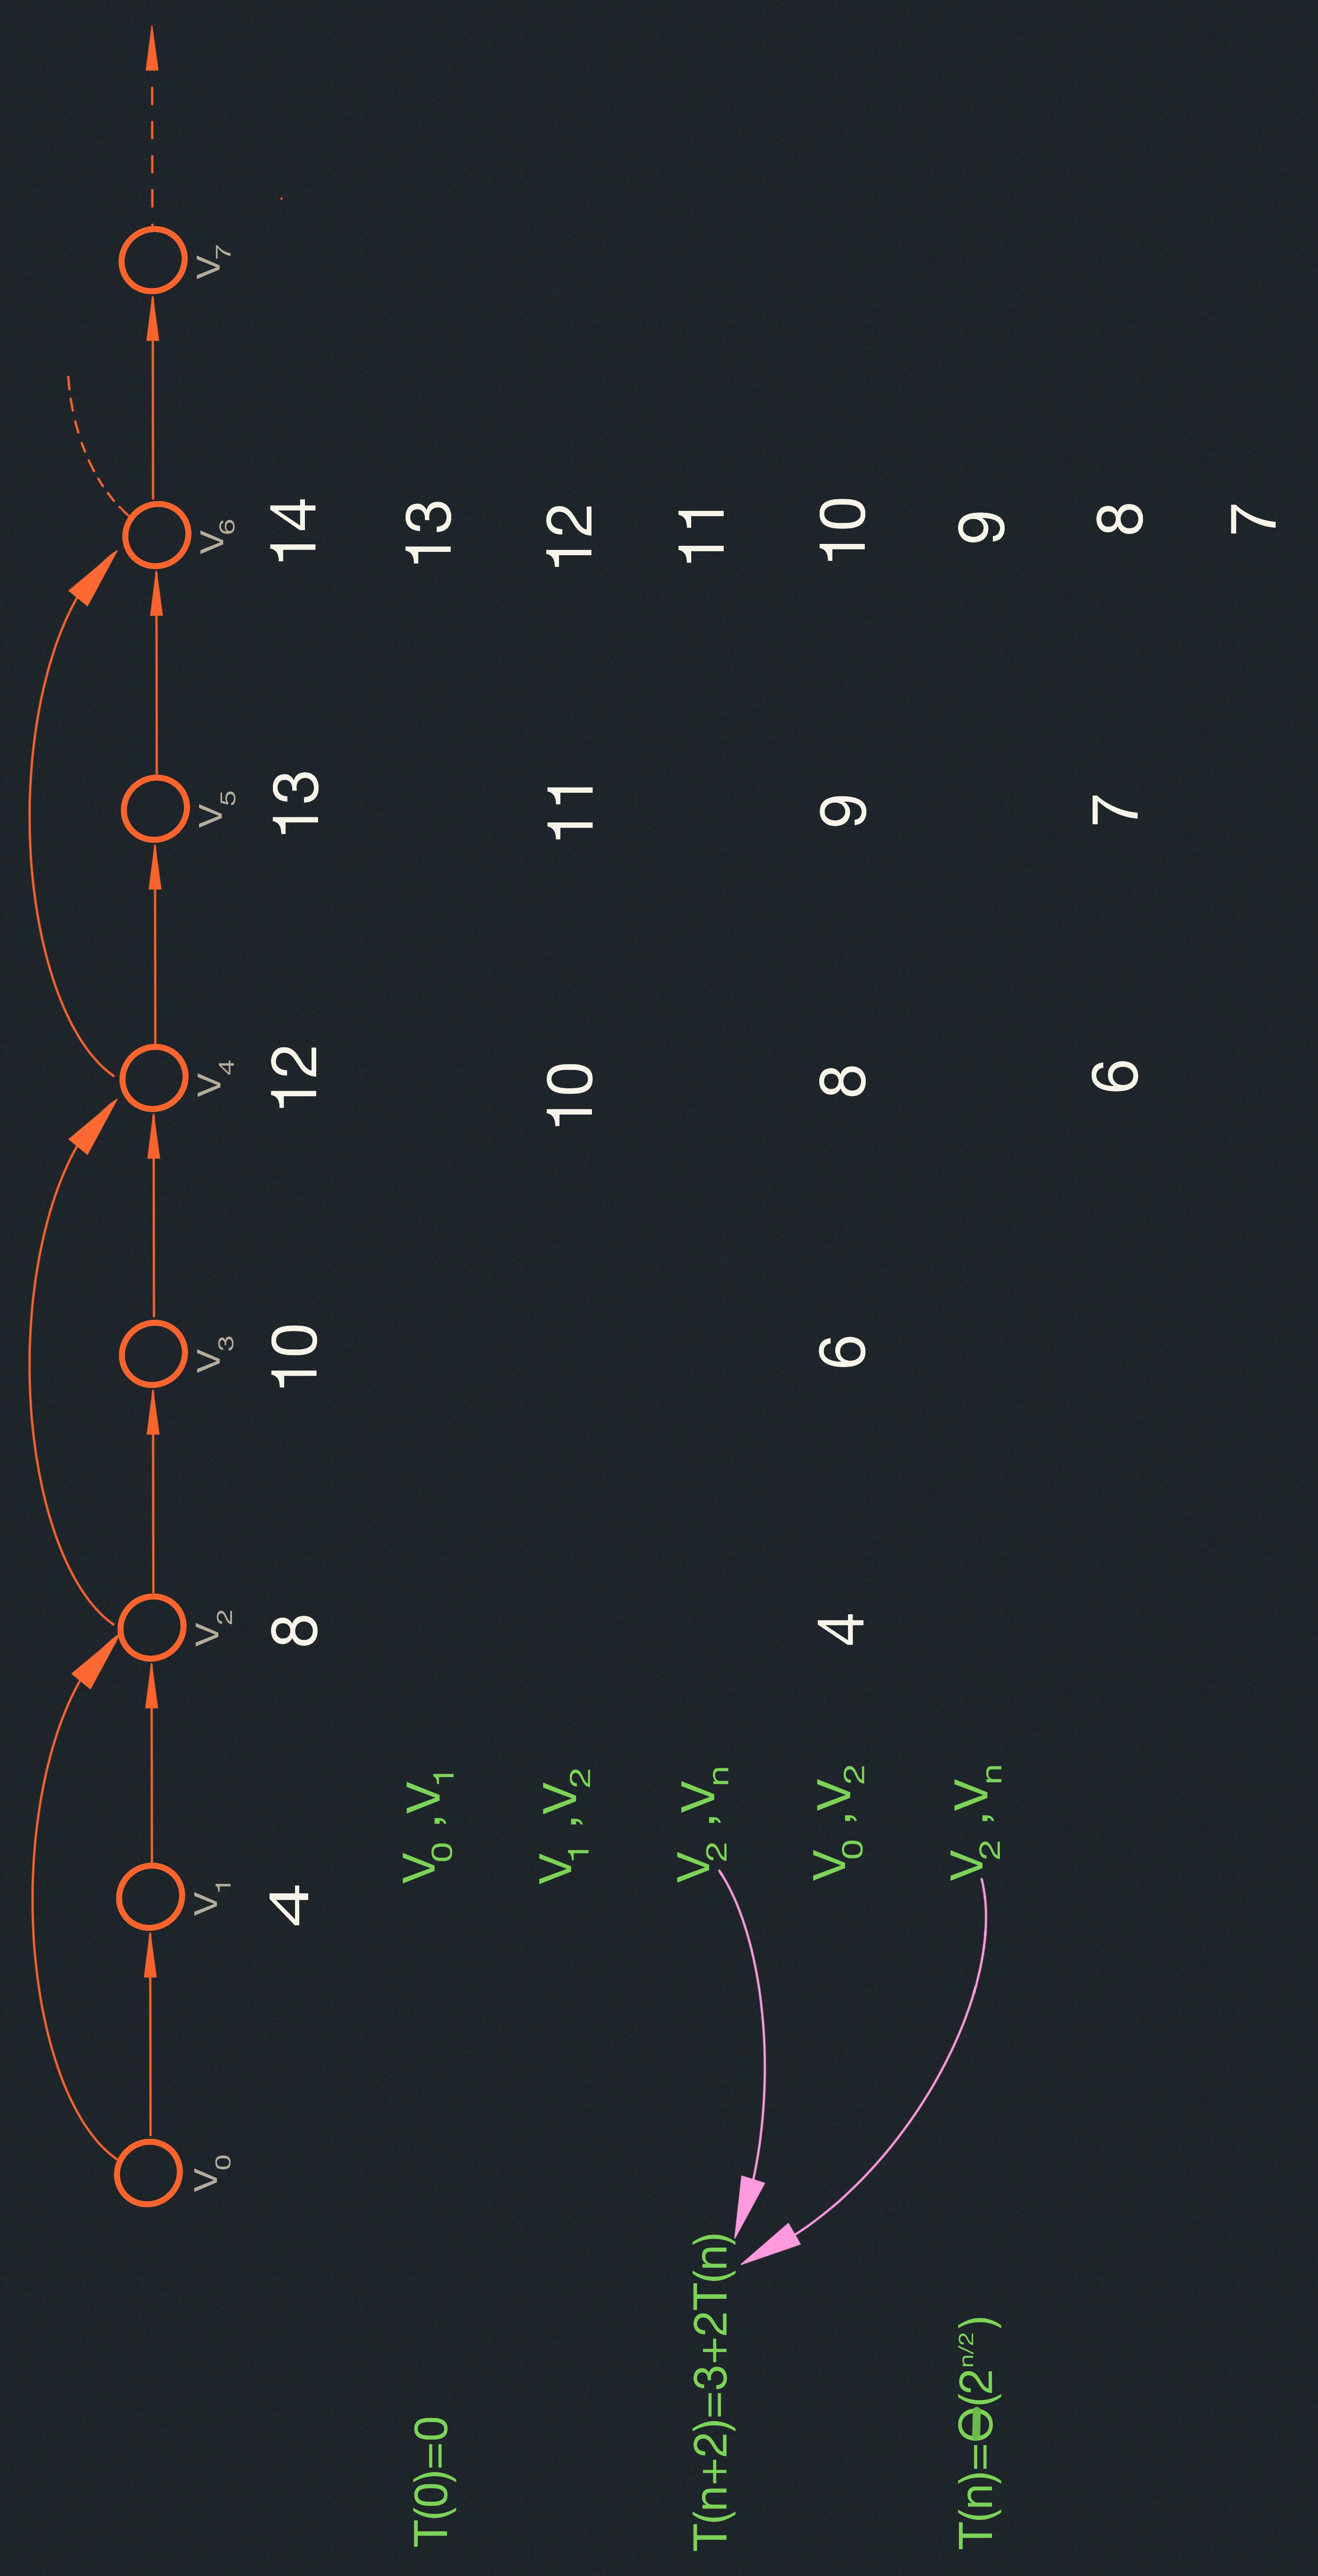 V0 V1 V2 V3 V4 V5 V6 V7
4 8 10 12 13 14
T(0)=0 V0 ,V1 13
V1 ,V2 10 11 12
T(n+2)=3+2T(n) V2 ,Vn 11
V0 ,V2 4 6 8 9 10
T(n)=Θ(2^n/2) V2 ,Vn 9
6 7 8
7